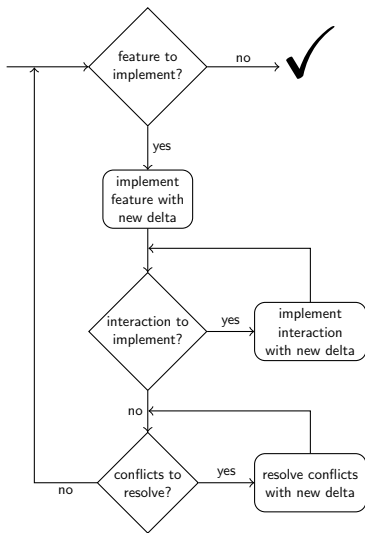 feature to
implement?
no
yes
implement
feature with
new delta
interaction to
implement?
yes
implement
interaction
with new delta
no
conflicts to
resolve?
yes
resolve conflicts
with new delta
no